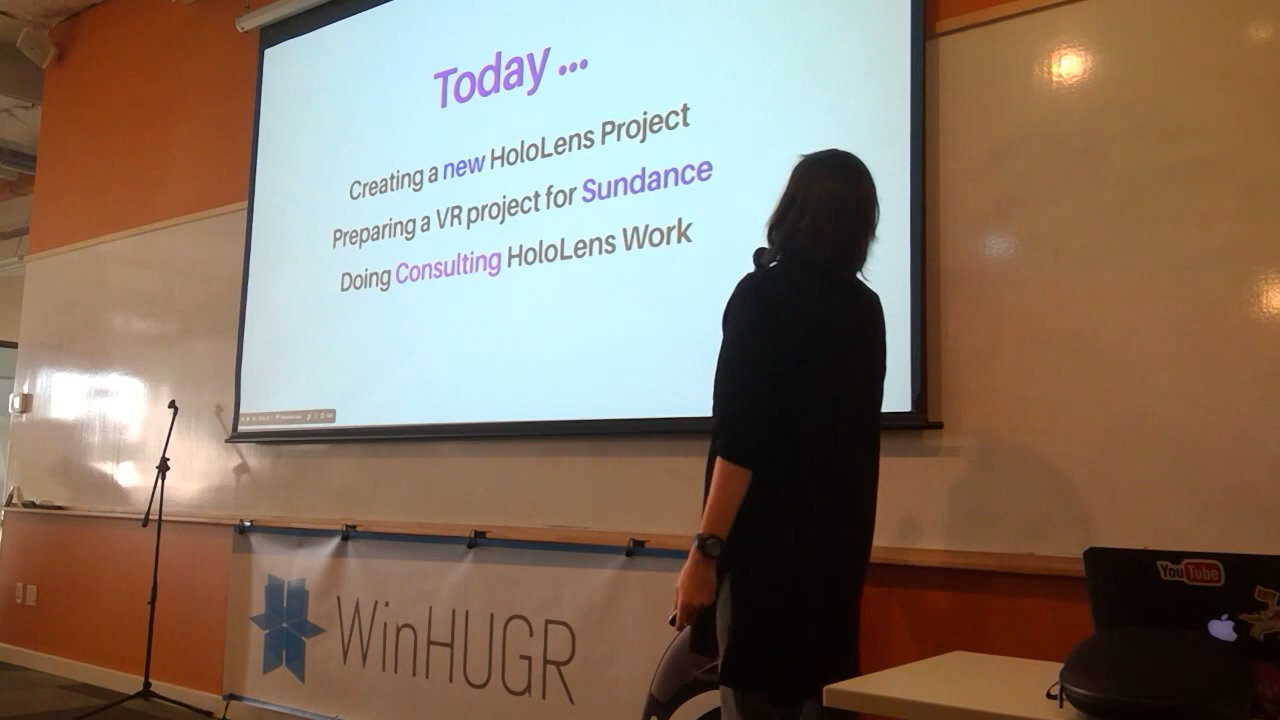 Today ...
Creating a new HoloLens Project
Preparing a VR project for Sundance
Doing Consulting HoloLens Work
WinHUGR
YouTube